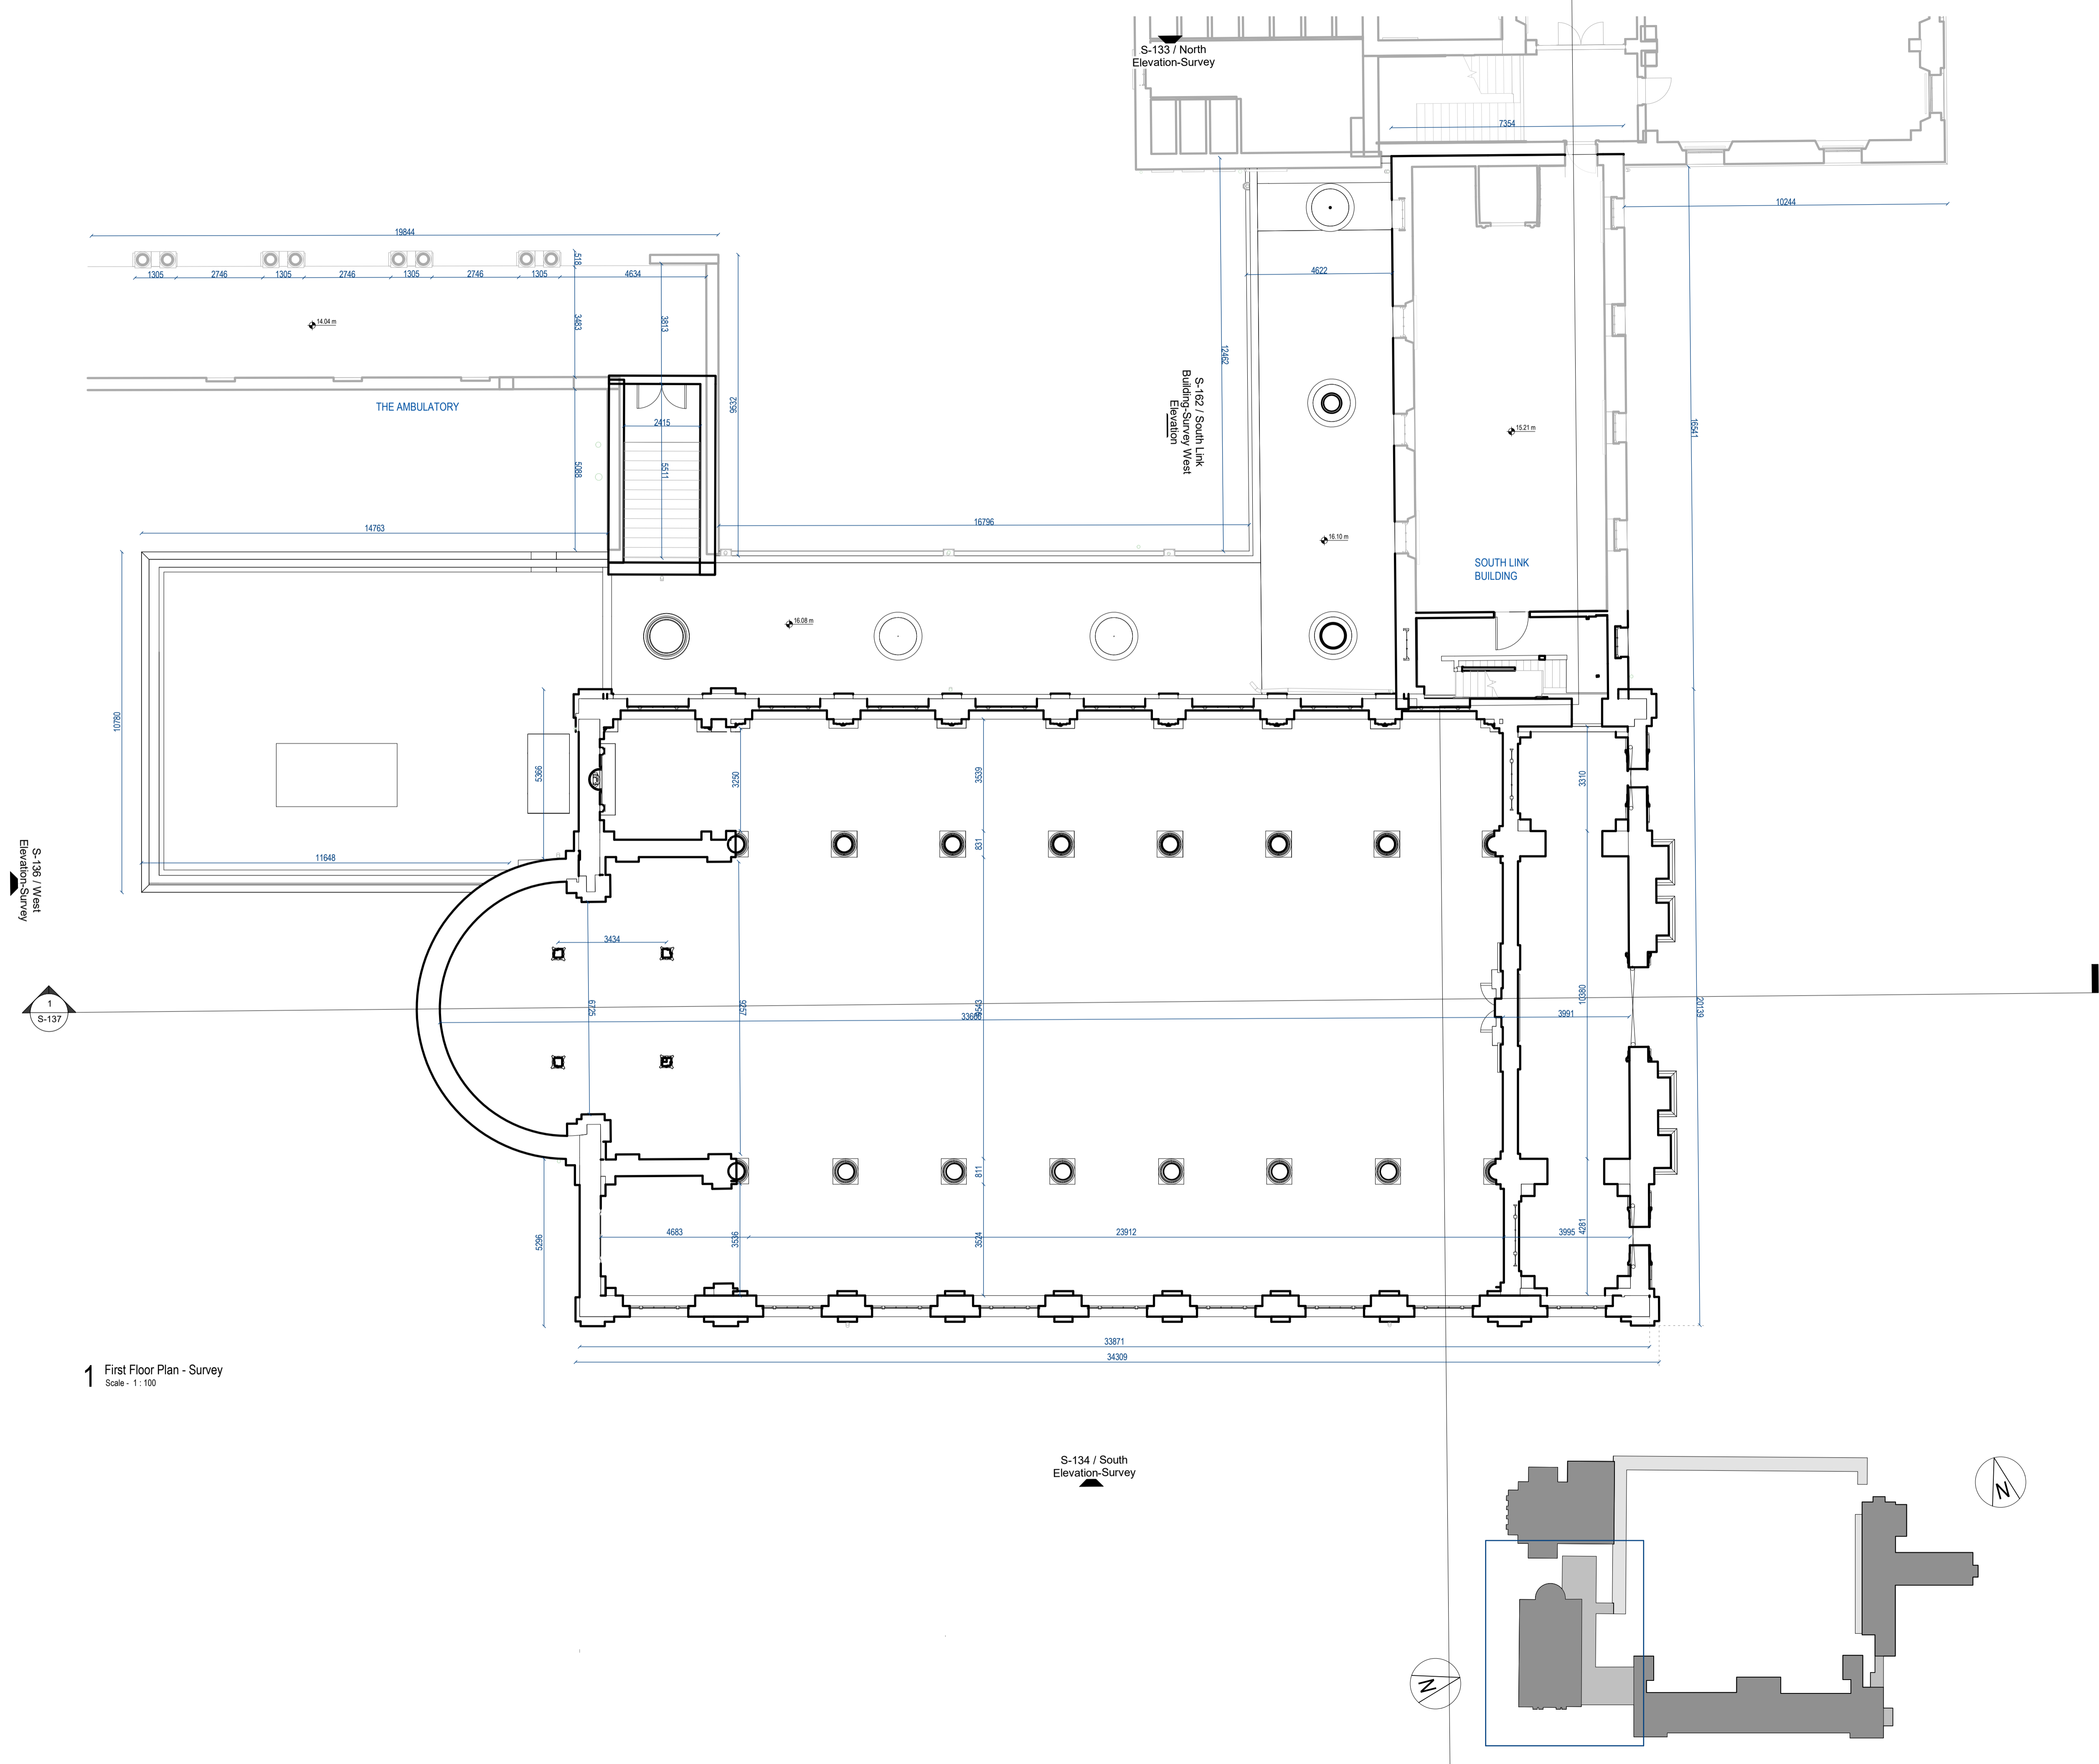 S-133 / North
Elevation-Survey
7354
10244
19844
518
1305
2746
1305
2746
1305
2746
1305
4634
4622
14.04 m
3483
3813
12462
9532
S-162 / South Link
Building-Survey West
Elevation
THE AMBULATORY
2415
15.21 m
16541
5088
5511
14763
16796
16.10 m
SOUTH LINK
BUILDING
16.08 m
10780
5366
3250
3539
3310
831
11648
S-136 / West
Elevation-Survey
3434
1
S-137
6725
9257
9543
33666
10380
3991
20139
811
4683
3536
3524
23912
3995
4281
5296
33871
34309
1
First Floor Plan - Survey
Scale - 1 : 100
S-134 / South
Elevation-Survey
N
N